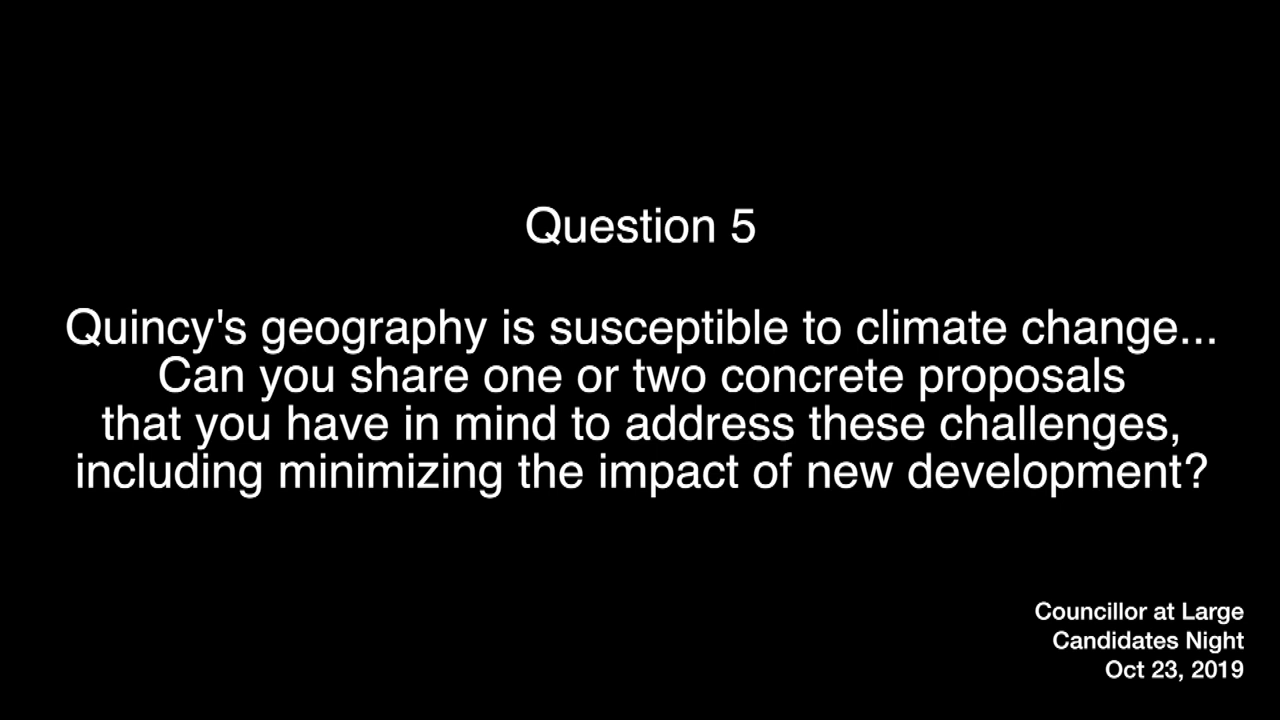 Question 5
Quincy's geography is susceptible to climate change...
Can you share one or two concrete proposals
that you have in mind to address these challenges,
including minimizing the impact of new development?
Councillor at Large
Candidates Night
Oct 23, 2019